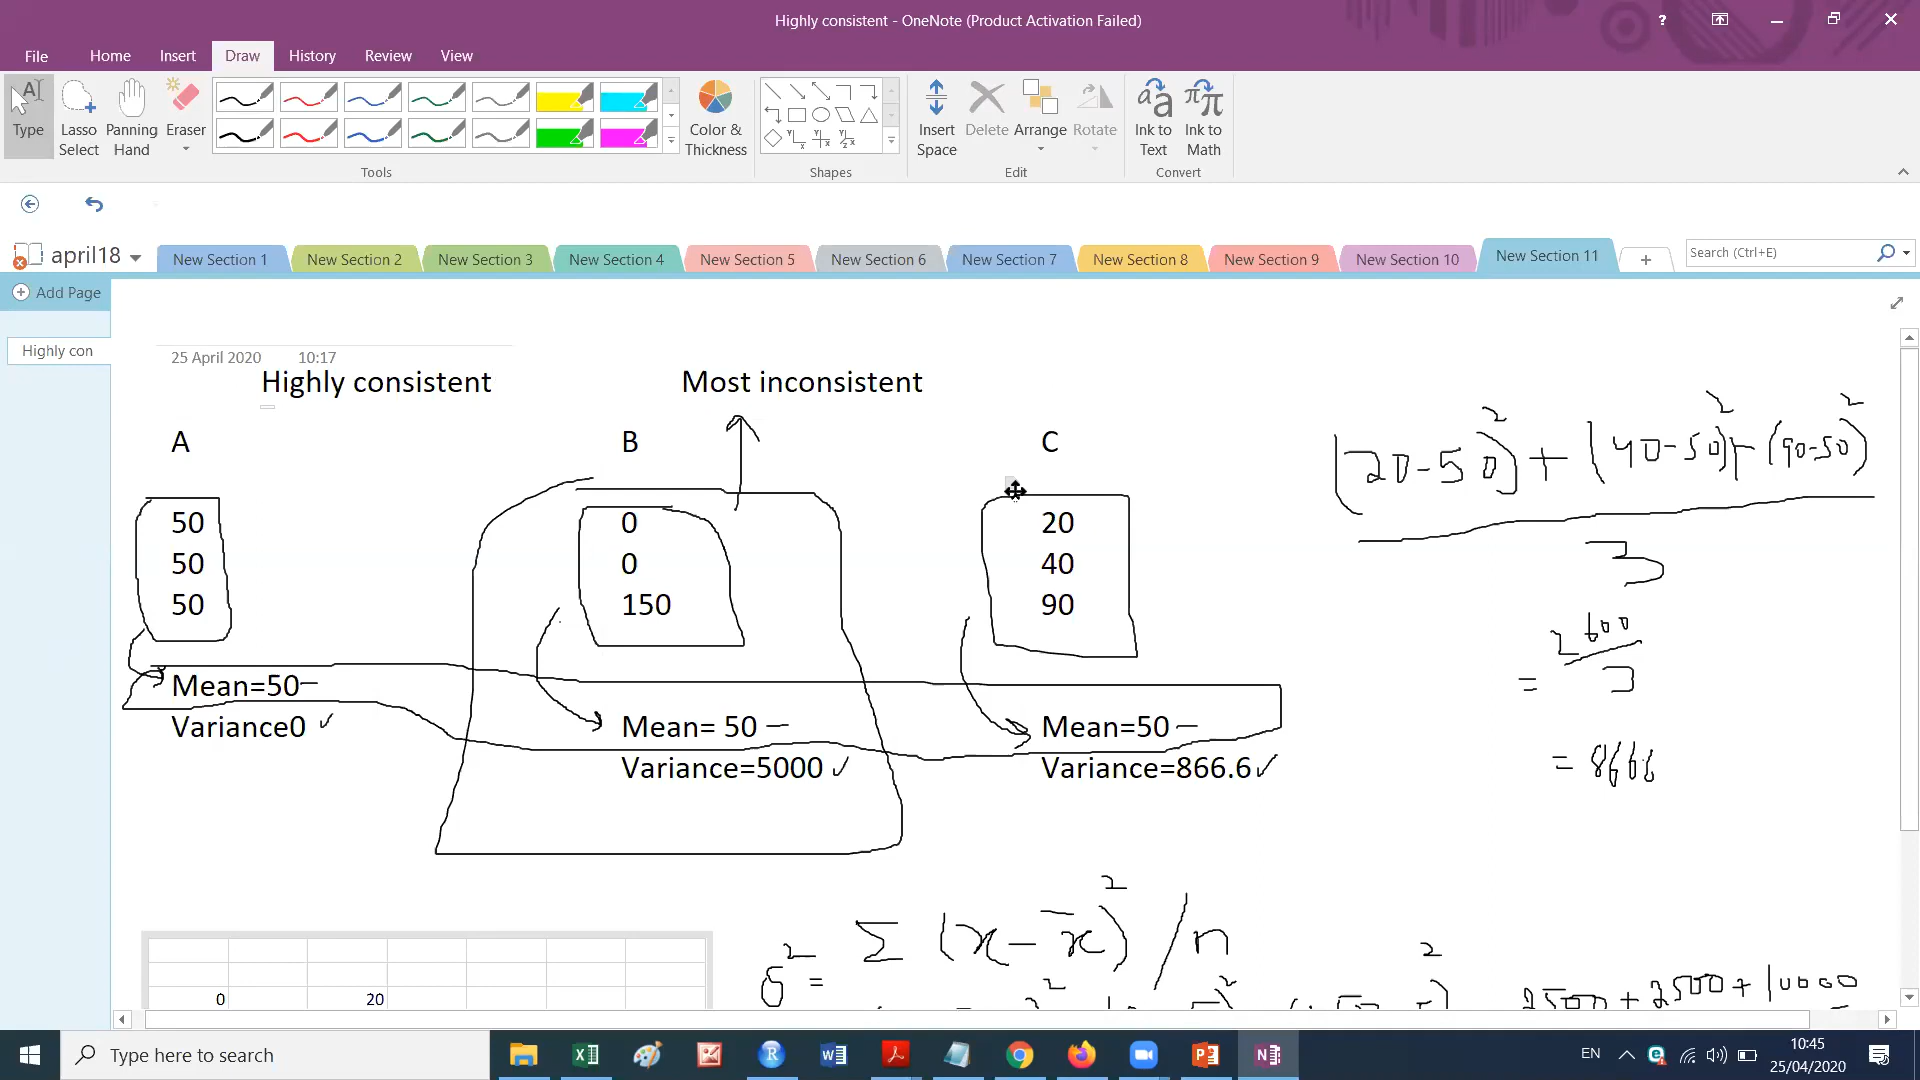 Highly consistent - OneNote (Product Activation Failed)
File Home Insert Draw History Review View
Type Lasso Select Panning Hand Eraser Color & Thickness Insert Space Delete Arrange Rotate Ink to Text Ink to Math
Tools Shapes Edit Convert
april18 New Section 1 New Section 2 New Section 3 New Section 4 New Section 5 New Section 6 New Section 7 New Section 8 New Section 9 New Section 10 New Section 11 + Search (Ctrl+E)
Add Page
Highly con
25 April 2020 10:17
Highly consistent Most inconsistent
A B C
50 0 20
50 0 40
50 150 90
Mean=50
Variance0
Mean= 50
Variance=5000
Mean=50
Variance=866.6
(20-50)² + (40-50)² + (90-50)²
3
= 2600
3
= 866.6
σ² = Σ (x - x̄)² / n
2500 + 2500 + 10000
0 20
Type here to search
EN 10:45
25/04/2020